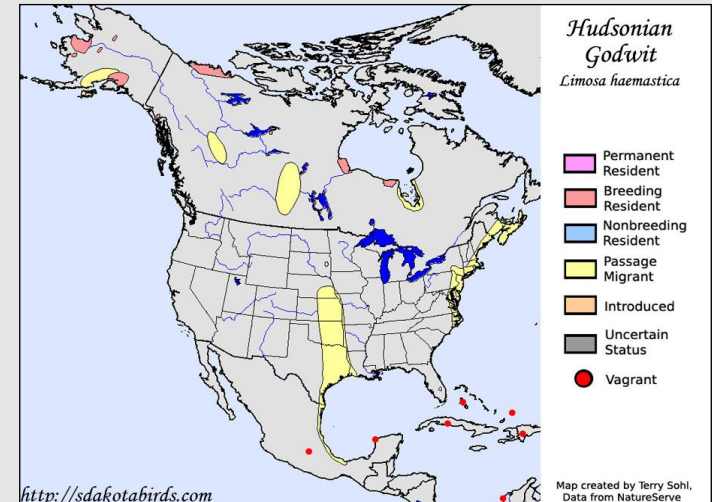 Hudsonian
Godwit
Limosa haemastica
Permanent
Resident
Breeding
Resident
Nonbreeding
Resident
Passage
Migrant
Introduced
Uncertain
Status
Vagrant
http://sdakotabirds.com
Map created by Terry Sohl,
Data from NatureServe